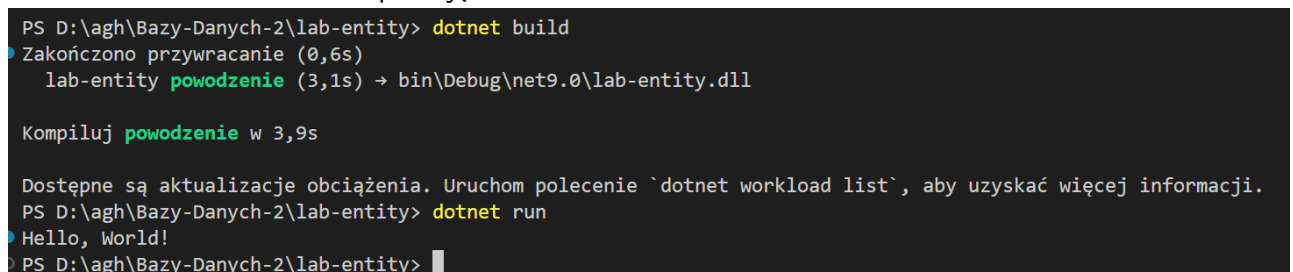 PS D:\agh\Bazy-Danych-2\lab-entity> dotnet build
Zakończono przywracanie (0,6s)
lab-entity powodzenie (3,1s) → bin\Debug\net9.0\lab-entity.dll
Kompiluj powodzenie w 3,9s
Dostępne są aktualizacje obciążenia. Uruchom polecenie `dotnet workload list`, aby uzyskać więcej informacji.
PS D:\agh\Bazy-Danych-2\lab-entity> dotnet run
Hello, World!
PS D:\agh\Bazy-Danych-2\lab-entity>